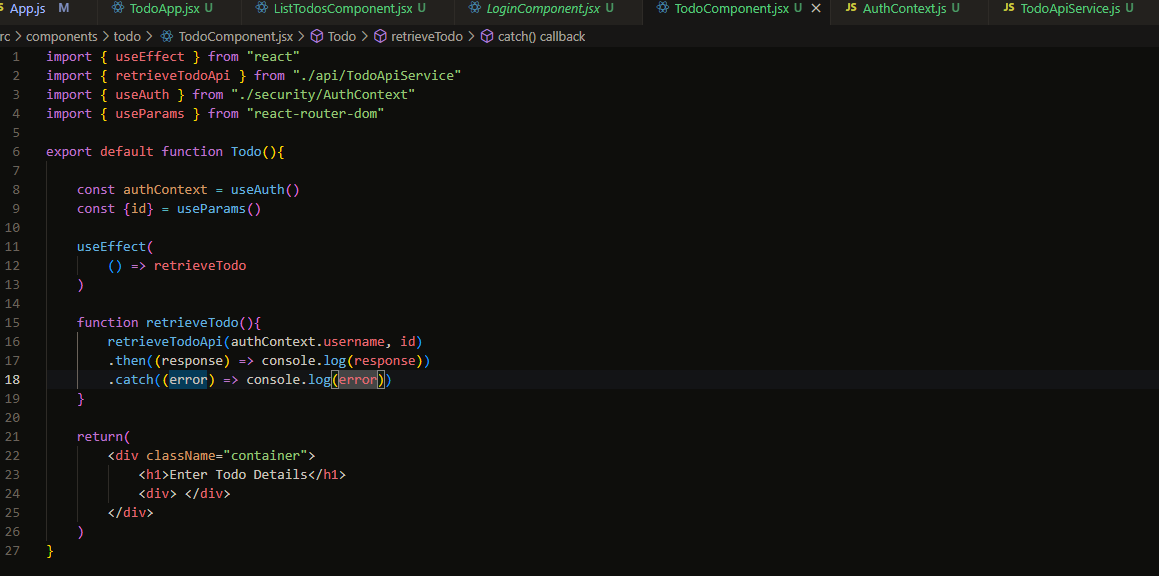 App.js M TodoApp.jsx U ListTodosComponent.jsx U LoginComponent.jsx U TodoComponent.jsx U JS AuthContext.js U JS TodoApiService.js U
rc > components > todo > TodoComponent.jsx > Todo > retrieveTodo > catch() callback
1 import { useEffect } from "react"
2 import { retrieveTodoApi } from "./api/TodoApiService"
3 import { useAuth } from "./security/AuthContext"
4 import { useParams } from "react-router-dom"
5
6 export default function Todo(){
7
8 const authContext = useAuth()
9 const {id} = useParams()
10
11 useEffect(
12 () => retrieveTodo
13 )
14
15 function retrieveTodo(){
16 retrieveTodoApi(authContext.username, id)
17 .then((response) => console.log(response))
18 .catch((error) => console.log(error))
19 }
20
21 return(
22 <div className="container">
23 <h1>Enter Todo Details</h1>
24 <div> </div>
25 </div>
26 )
27 }